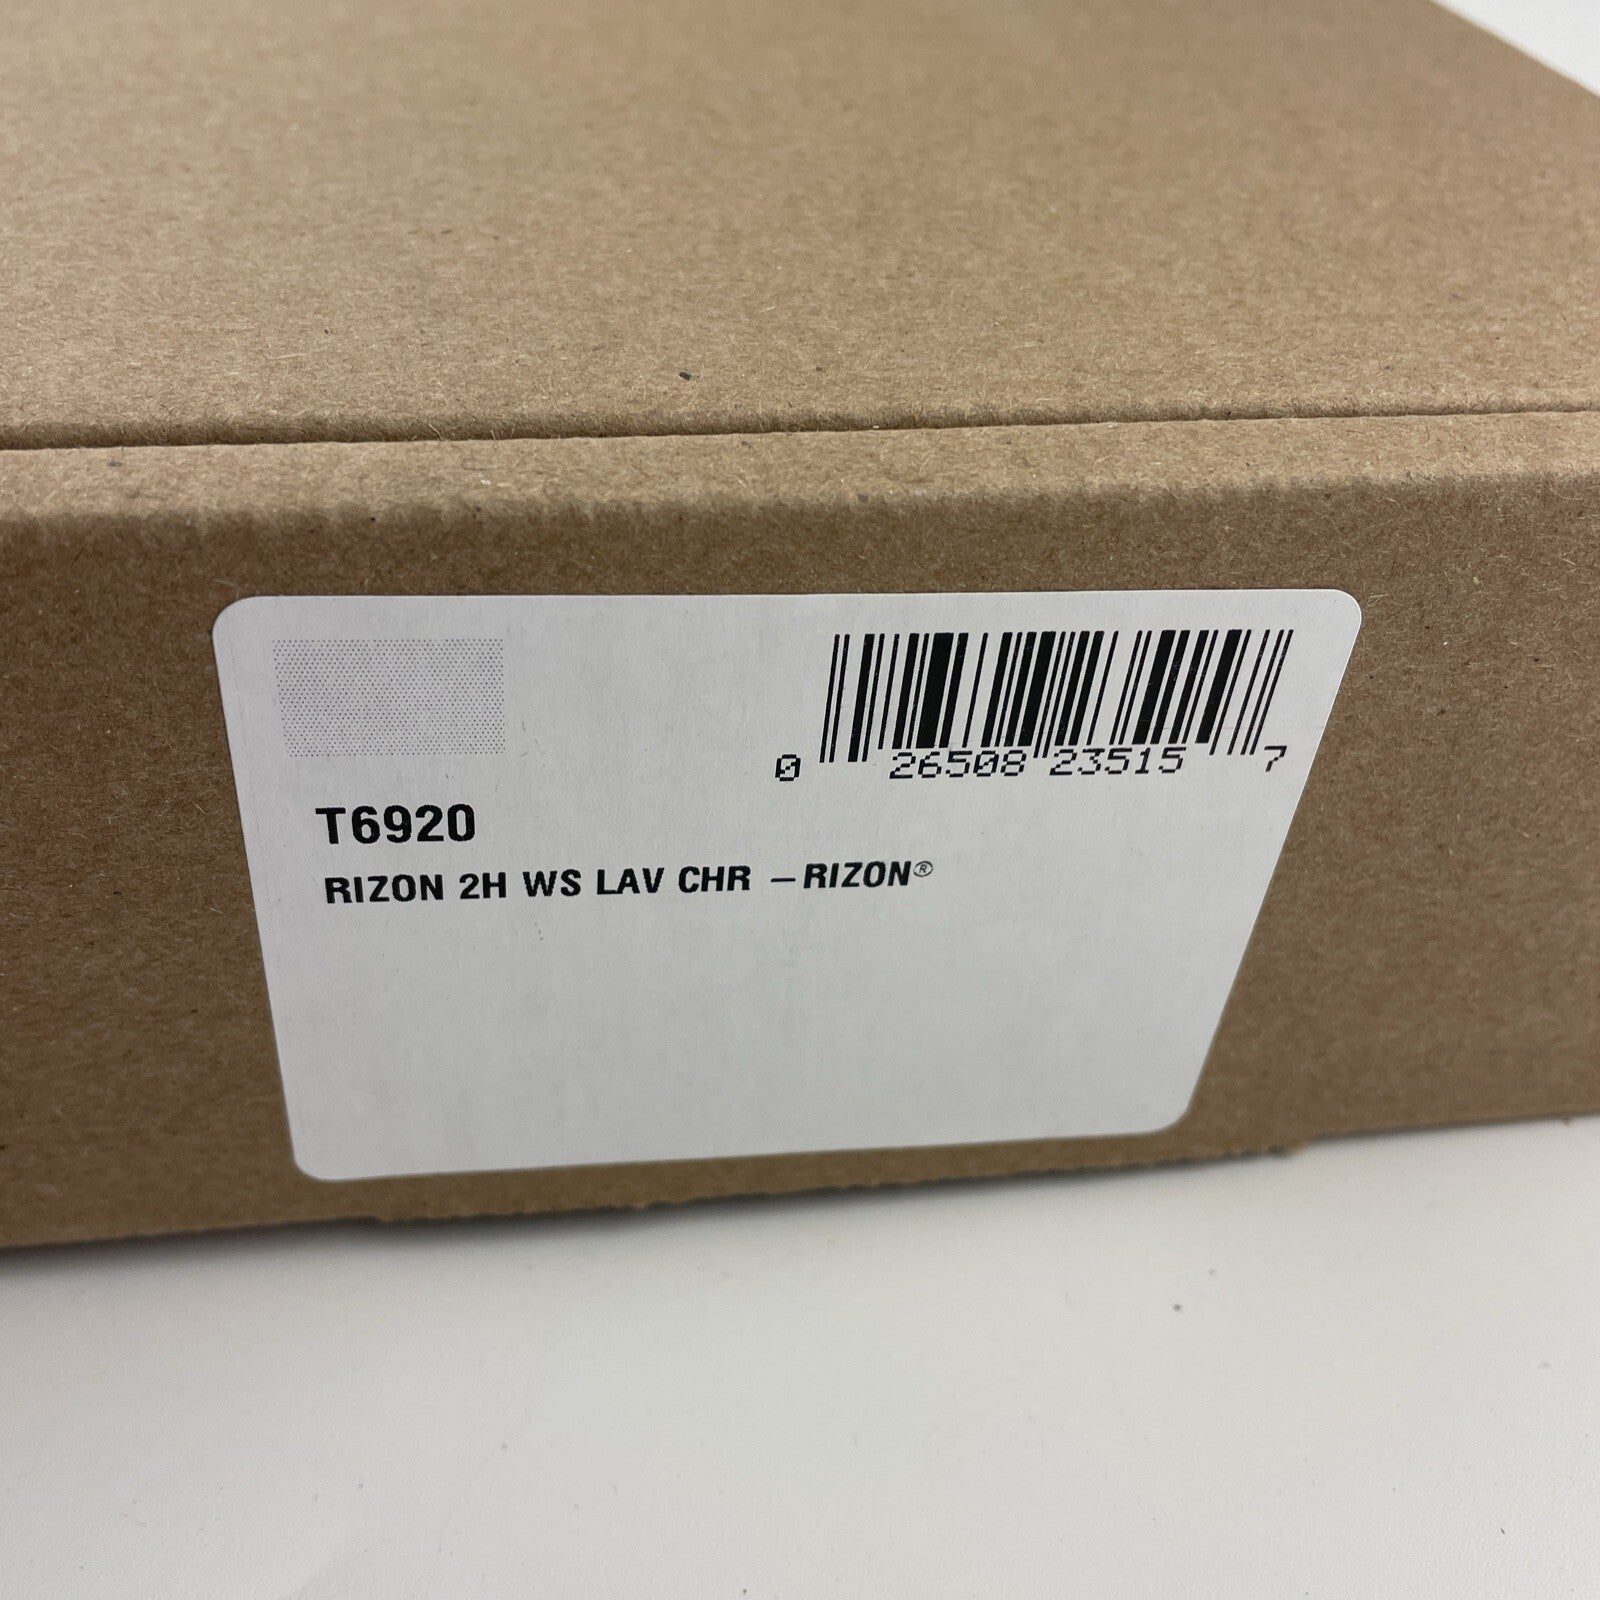 0 26508 23515 7
T6920
RIZON 2H WS LAV CHR –RIZON®